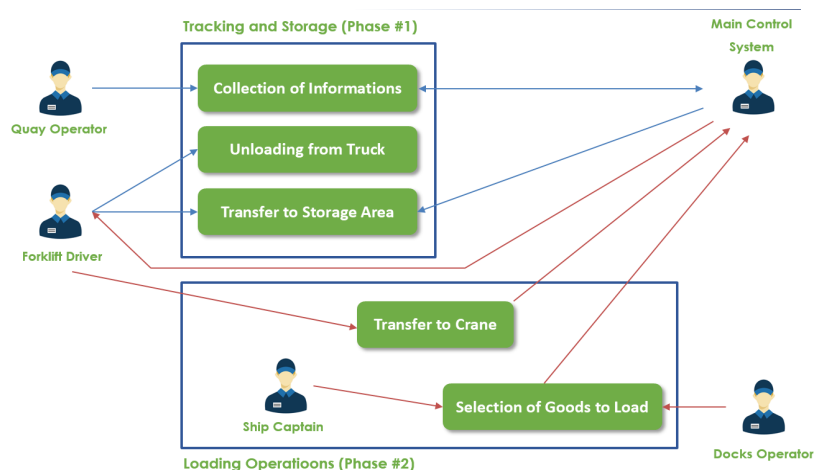 Tracking and Storage (Phase #1)
Main Control
System
Collection of Informations
Quay Operator
Unloading from Truck
Transfer to Storage Area
Forklift Driver
Transfer to Crane
Selection of Goods to Load
Ship Captain
Docks Operator
Loading Operatioons (Phase #2)